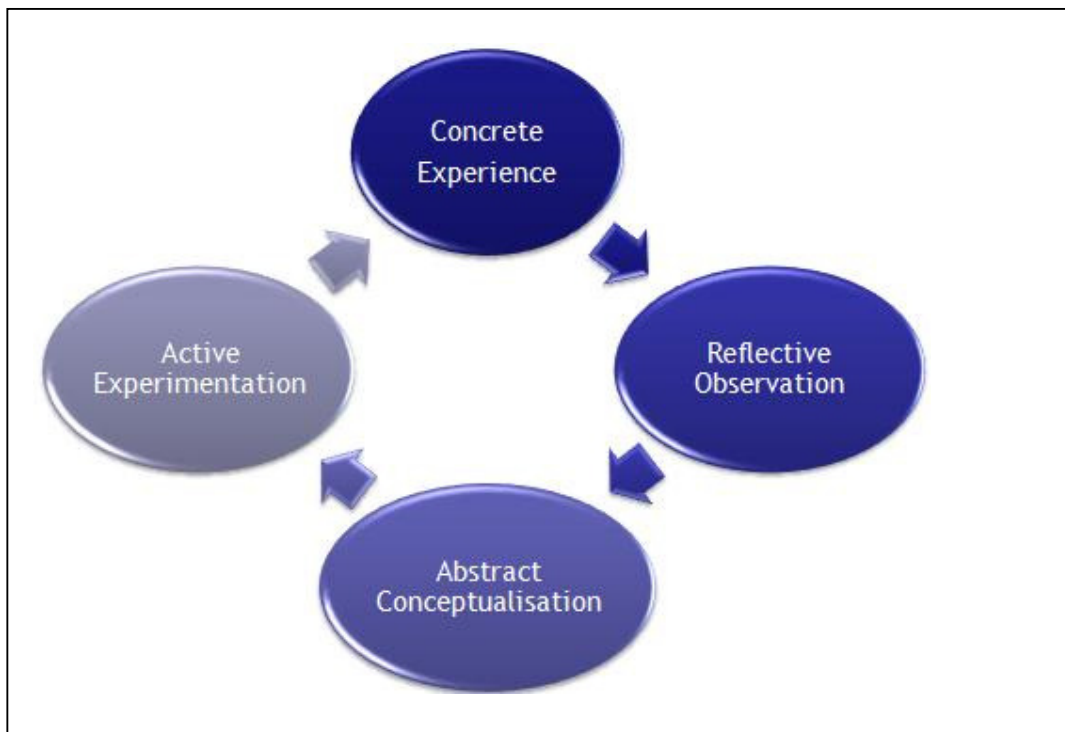 Concrete
Experience
Reflective
Observation
Abstract
Conceptualisation
Active
Experimentation